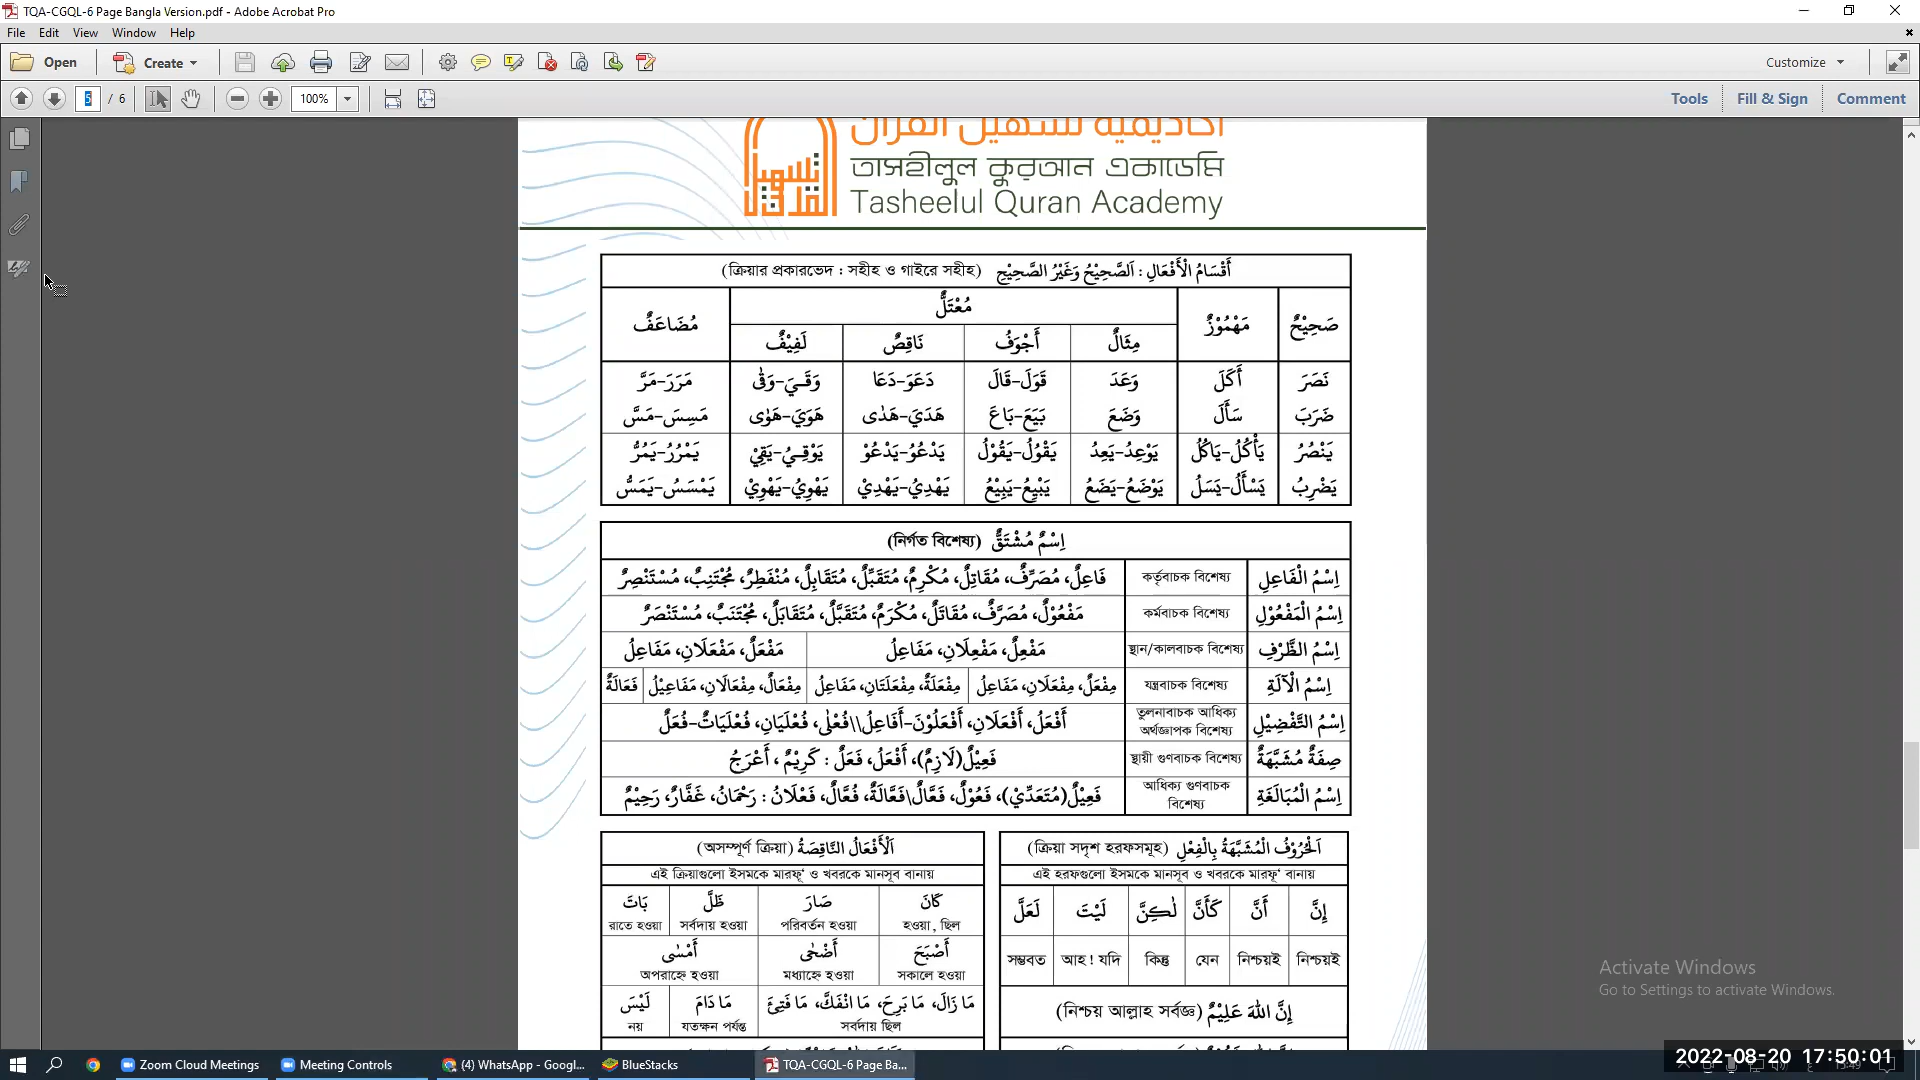 TQA-CGQL-6 Page Bangla Version.pdf - Adobe Acrobat Pro
File Edit View Window Help
Open Create Customize
5 / 6 100% Tools Fill & Sign Comment
أكاديمية تسهيل القرآن
তাসহীলুল কুরআন একাডেমি
Tasheelul Quran Academy
أَقْسَامُ الْأَفْعَالِ : اَلصَّحِيْحُ وَغَيْرُ الصَّحِيْحِ (ক্রিয়ার প্রকারভেদ : সহীহ ও গাইরে সহীহ)
صَحِيْحٌ مَهْمُوْزٌ مُعْتَلٌّ مُضَاعَفٌ
مِثَالٌ أَجْوَفُ نَاقِصٌ لَفِيْفٌ
نَصَرَ أَكَلَ وَعَدَ قَوَلَ-قَالَ دَعَوَ-دَعَا وَقَيَ-وَقٰى مَرَرَ-مَرَّ
ضَرَبَ سَأَلَ وَضَعَ بَيَعَ-بَاعَ هَدَيَ-هَدٰى هَوَيَ-هَوٰى مَسِسَ-مَسَّ
يَنْصُرُ يَأْكُلُ-يَاكُلُ يَوْعِدُ-يَعِدُ يَقْوُلُ-يَقُوْلُ يَدْعُوُ-يَدْعُوْ يَوْقِيُ-يَقِيْ يَمْرُرُ-يَمُرُّ
يَضْرِبُ يَسْأَلُ-يَسَلُ يَوْضَعُ-يَضَعُ يَبْيِعُ-يَبِيْعُ يَهْدِيُ-يَهْدِيْ يَهْوِيُ-يَهْوِيْ يَمْسَسُ-يَمَسُّ
اِسْمٌ مُشْتَقٌّ (নির্গত বিশেষ্য)
اِسْمُ الْفَاعِلِ কর্তৃবাচক বিশেষ্য فَاعِلٌ، مُصَرِّفٌ، مُقَاتِلٌ، مُكْرِمٌ، مُتَقَبِّلٌ، مُتَقَابِلٌ، مُنْفَطِرٌ، مُجْتَنِبٌ، مُسْتَنْصِرٌ
اِسْمُ الْمَفْعُوْلِ কর্মবাচক বিশেষ্য مَفْعُوْلٌ، مُصَرَّفٌ، مُقَاتَلٌ، مُكْرَمٌ، مُتَقَبَّلٌ، مُتَقَابَلٌ، مُجْتَنَبٌ، مُسْتَنْصَرٌ
اِسْمُ الظَّرْفِ স্থান/কালবাচক বিশেষ্য مَفْعِلٌ، مَفْعِلَانِ، مَفَاعِلُ مَفْعَلٌ، مَفْعَلَانِ، مَفَاعِلُ
اِسْمُ الْآلَةِ যন্ত্রবাচক বিশেষ্য مِفْعَلٌ، مِفْعَلَانِ، مَفَاعِلُ مِفْعَلَةٌ، مِفْعَلَتَانِ، مَفَاعِلُ مِفْعَالٌ، مِفْعَالَانِ، مَفَاعِيْلُ فَعَالَةٌ
اِسْمُ التَّفْضِيْلِ তুলনাবাচক আধিক্য অর্থজ্ঞাপক বিশেষ্য أَفْعَلُ، أَفْعَلَانِ، أَفْعَلُوْنَ-أَفَاعِلُ\\فُعْلٰى، فُعْلَيَانِ، فُعْلَيَاتٌ-فُعَلٌ
صِفَةٌ مُشَبَّهَةٌ স্থায়ী গুণবাচক বিশেষ্য فَعِيْلٌ(لَازِمٌ)، أَفْعَلُ، فَعَلٌ : كَرِيْمٌ ، أَعْرَجُ
اِسْمُ الْمُبَالَغَةِ আধিক্য গুণবাচক বিশেষ্য فَعِيْلٌ(مُتَعَدِّيْ)، فَعُوْلٌ، فَعَّالٌ\فَعَّالَةٌ، فُعَّالٌ، فَعْلَانُ : رَحْمَانُ، غَفَّارٌ، رَحِيْمٌ
اَلْحُرُوْفُ الْمُشَبَّهَةُ بِالْفِعْلِ (ক্রিয়া সদৃশ হরফসমূহ)
এই হরফগুলো ইসমকে মানসূব ও খবরকে মারফূ‘ বানায়
إِنَّ أَنَّ كَأَنَّ لٰكِنَّ لَيْتَ لَعَلَّ
নিশ্চয়ই নিশ্চয়ই যেন কিন্তু আহ! যদি সম্ভবত
إِنَّ اللهَ عَلِيْمٌ (নিশ্চয় আল্লাহ সর্বজ্ঞ)
اَلْأَفْعَالُ النَّاقِصَةُ (অসম্পূর্ণ ক্রিয়া)
এই ক্রিয়াগুলো ইসমকে মারফূ‘ ও খবরকে মানসূব বানায়
كَانَ صَارَ ظَلَّ بَاتَ
হওয়া, ছিল পরিবর্তন হওয়া সর্বদায় হওয়া রাতে হওয়া
أَصْبَحَ أَضْحٰى أَمْسٰى
সকালে হওয়া মধ্যাহ্নে হওয়া অপরাহ্নে হওয়া
مَا زَالَ، مَا بَرِحَ، مَا انْفَكَّ، مَا فَتِئَ مَا دَامَ لَيْسَ
সর্বদায় ছিল যতক্ষন পর্যন্ত নয়
Activate Windows
Go to Settings to activate Windows.
Zoom Cloud Meetings Meeting Controls (4) WhatsApp - Googl... BlueStacks TQA-CGQL-6 Page Ba...
2022-08-20 17:50:01